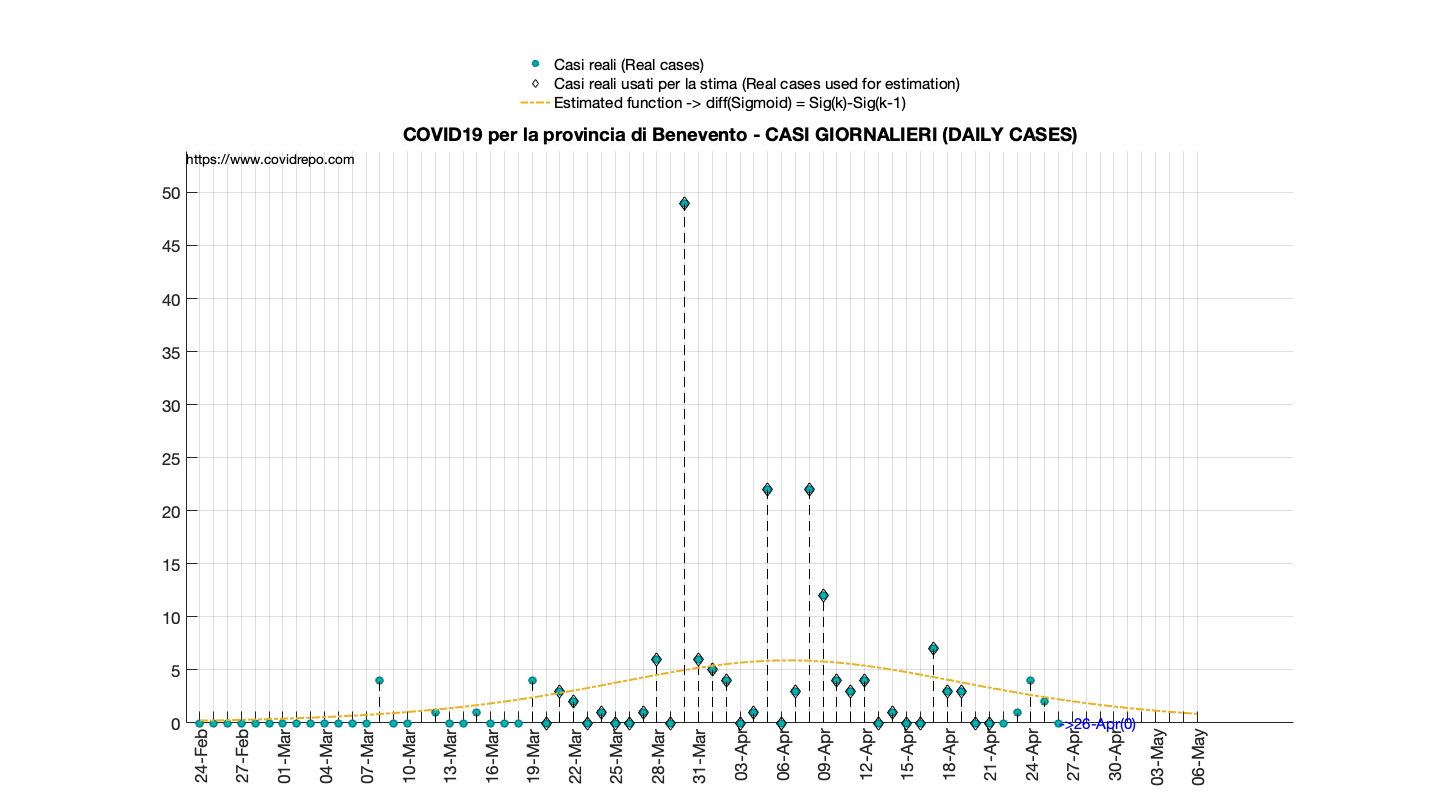 Casi reali (Real cases)
Casi reali usati per la stima (Real cases used for estimation)
Estimated function -> diff(Sigmoid) = Sig(k)-Sig(k-1)
COVID19 per la provincia di Benevento - CASI GIORNALIERI (DAILY CASES)
https://www.covidrepo.com
50
45
40
35
30
25
20
15
10
5
0
->26-Apr(0)
24-Feb
27-Feb
01-Mar
04-Mar
07-Mar
10-Mar
13-Mar
16-Mar
19-Mar
22-Mar
25-Mar
28-Mar
31-Mar
03-Apr
06-Apr
09-Apr
12-Apr
15-Apr
18-Apr
21-Apr
24-Apr
27-Apr
30-Apr
03-May
06-May